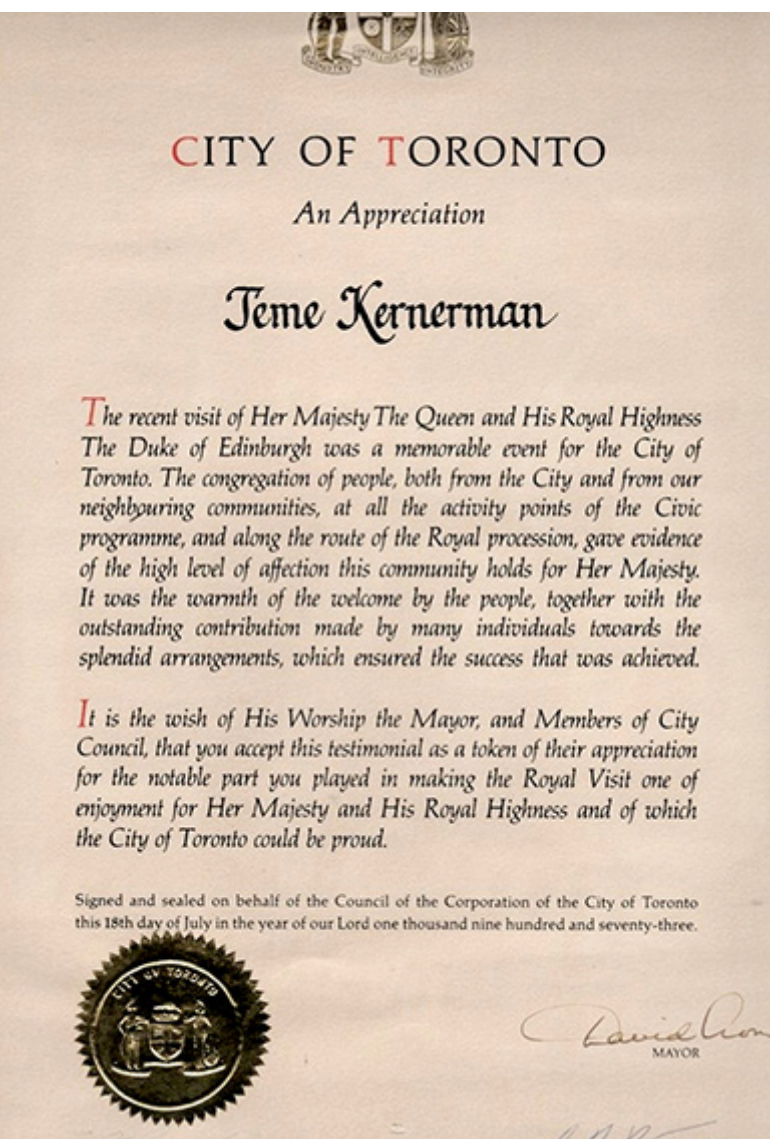 INDUSTRY INTELLIGENCE INTEGRITY
CITY OF TORONTO
An Appreciation
Teme Kernerman
The recent visit of Her Majesty The Queen and His Royal Highness
The Duke of Edinburgh was a memorable event for the City of
Toronto. The congregation of people, both from the City and from our
neighbouring communities, at all the activity points of the Civic
programme, and along the route of the Royal procession, gave evidence
of the high level of affection this community holds for Her Majesty.
It was the warmth of the welcome by the people, together with the
outstanding contribution made by many individuals towards the
splendid arrangements, which ensured the success that was achieved.
It is the wish of His Worship the Mayor, and Members of City
Council, that you accept this testimonial as a token of their appreciation
for the notable part you played in making the Royal Visit one of
enjoyment for Her Majesty and His Royal Highness and of which
the City of Toronto could be proud.
Signed and sealed on behalf of the Council of the Corporation of the City of Toronto
this 18th day of July in the year of our Lord one thousand nine hundred and seventy-three.
CITY OF TORONTO
David
MAYOR